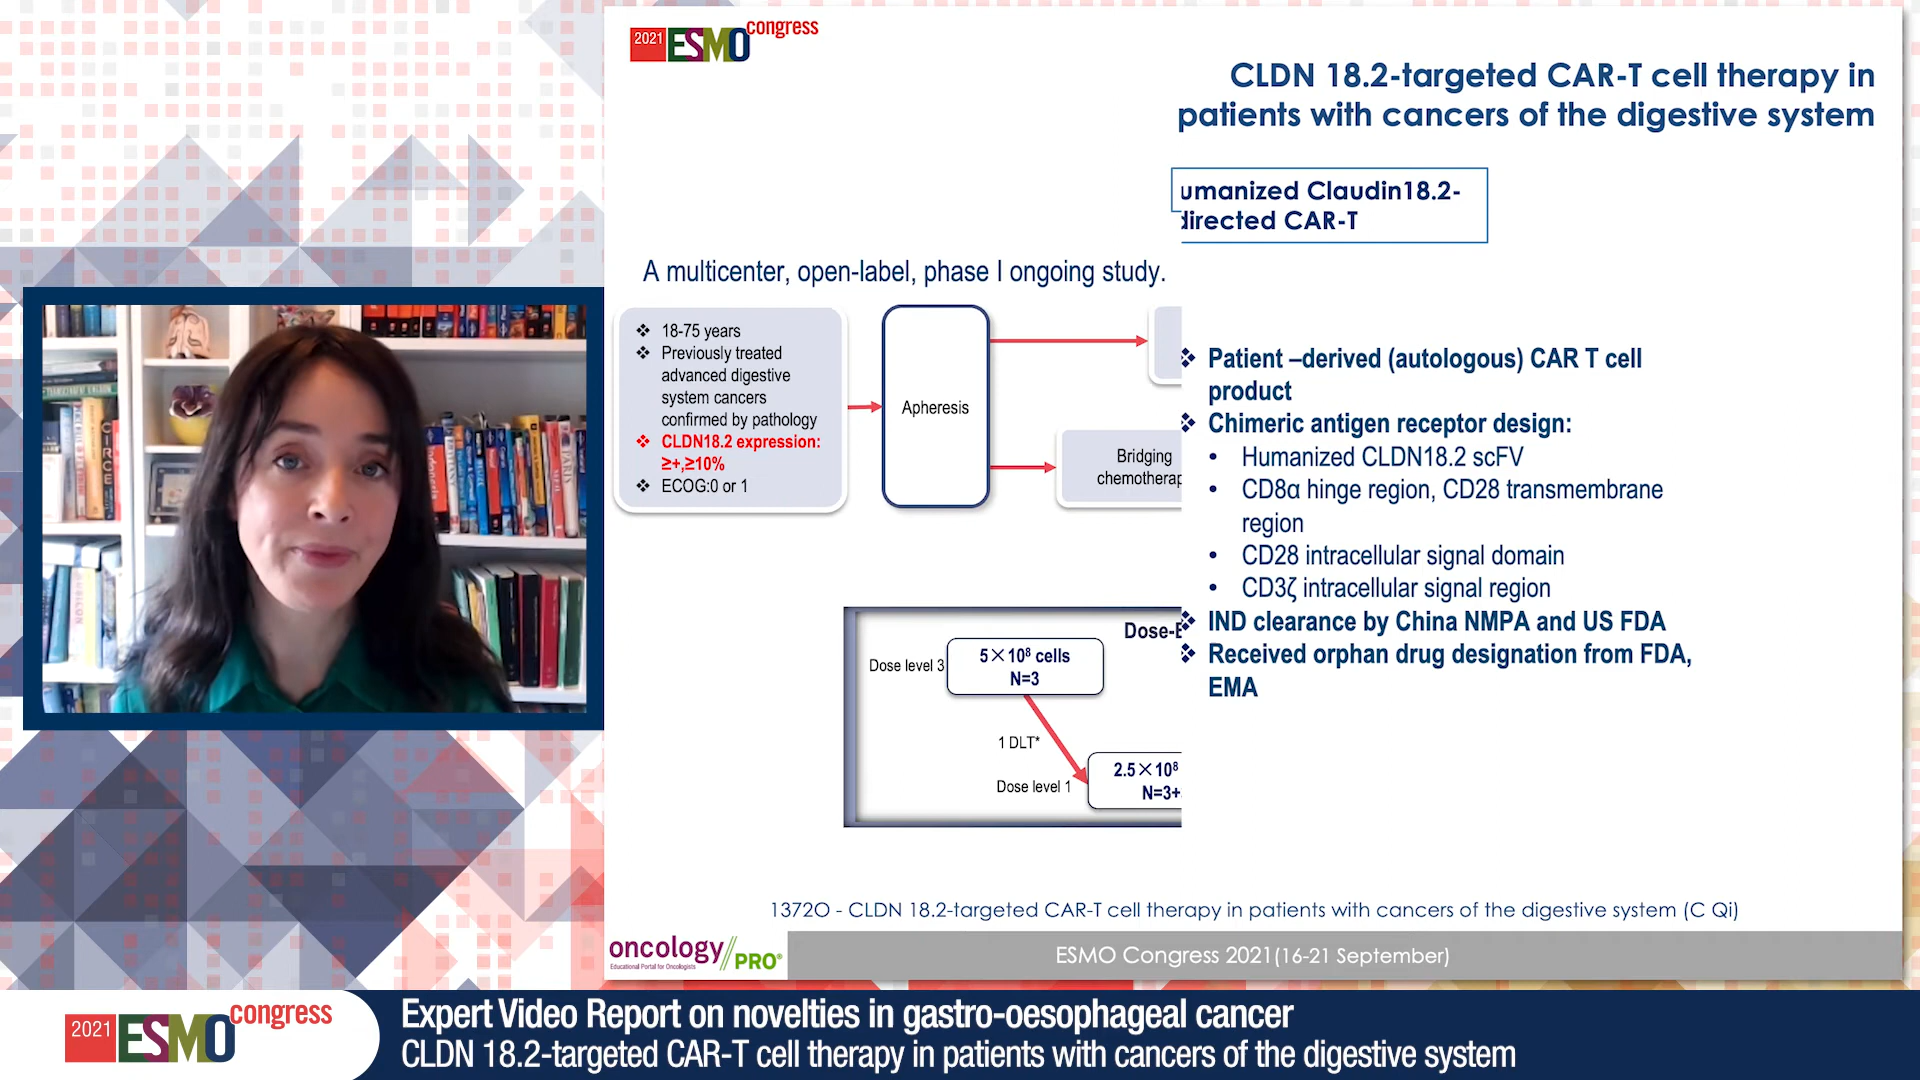 2021 ESMO congress
CLDN 18.2-targeted CAR-T cell therapy in
patients with cancers of the digestive system
umanized Claudin18.2-
directed CAR-T
A multicenter, open-label, phase I ongoing study.
❖ 18-75 years
❖ Previously treated
advanced digestive
system cancers
confirmed by pathology
❖ CLDN18.2 expression:
≥+,≥10%
❖ ECOG:0 or 1
Apheresis
Bridging
chemotherap
❖ Patient –derived (autologous) CAR T cell
product
❖ Chimeric antigen receptor design:
• Humanized CLDN18.2 scFV
• CD8α hinge region, CD28 transmembrane
region
• CD28 intracellular signal domain
• CD3ζ intracellular signal region
❖ IND clearance by China NMPA and US FDA
❖ Received orphan drug designation from FDA,
EMA
Dose-E
Dose level 3
5×10⁸ cells
N=3
1 DLT*
Dose level 1
2.5×10⁸
N=3+
1372O - CLDN 18.2-targeted CAR-T cell therapy in patients with cancers of the digestive system (C Qi)
oncology PRO®
Educational Portal for Oncologists
ESMO Congress 2021(16-21 September)
2021 ESMO congress
Expert Video Report on novelties in gastro-oesophageal cancer
CLDN 18.2-targeted CAR-T cell therapy in patients with cancers of the digestive system
CIRCE